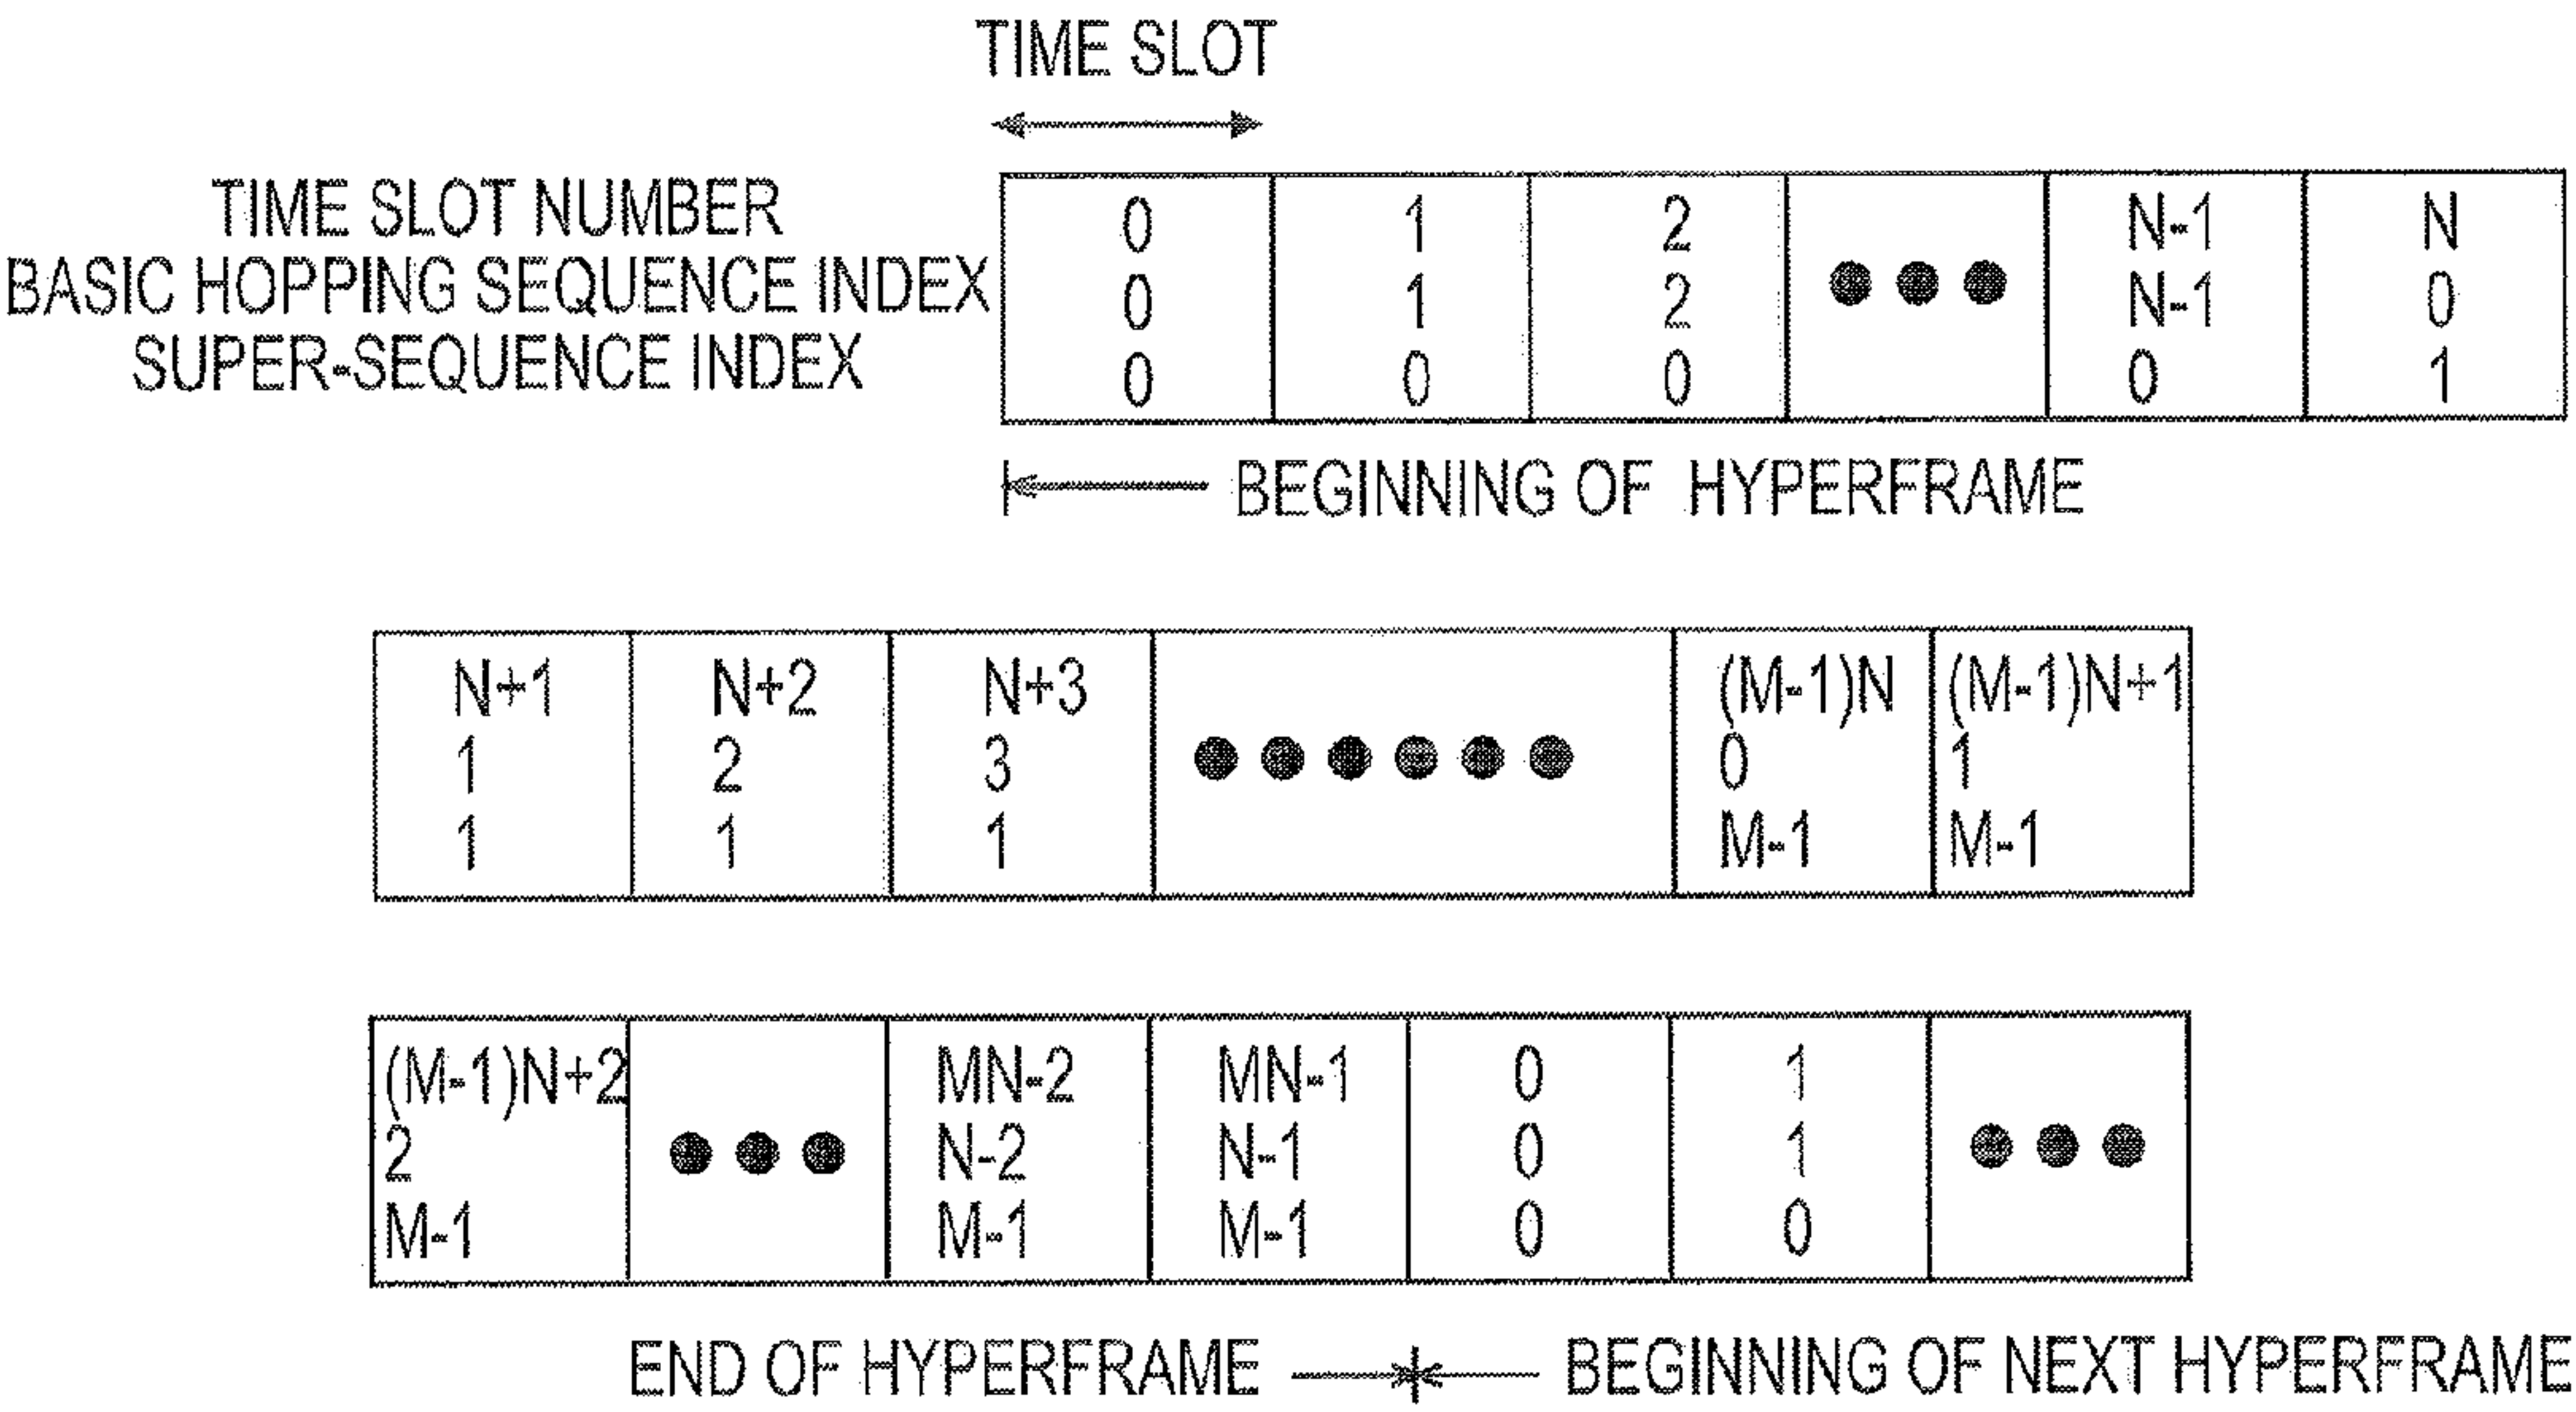 TIME SLOT
TIME SLOT NUMBER 0 1 2 N-1 N
BASIC HOPPING SEQUENCE INDEX 0 1 2 N-1 0
SUPER-SEQUENCE INDEX 0 0 0 0 1
BEGINNING OF HYPERFRAME
N+1 N+2 N+3 (M-1)N (M-1)N+1
1 2 3 0 1
1 1 1 M-1 M-1
(M-1)N+2 MN-2 MN-1 0 1
2 N-2 N-1 0 1
M-1 M-1 M-1 0 0
END OF HYPERFRAME BEGINNING OF NEXT HYPERFRAME